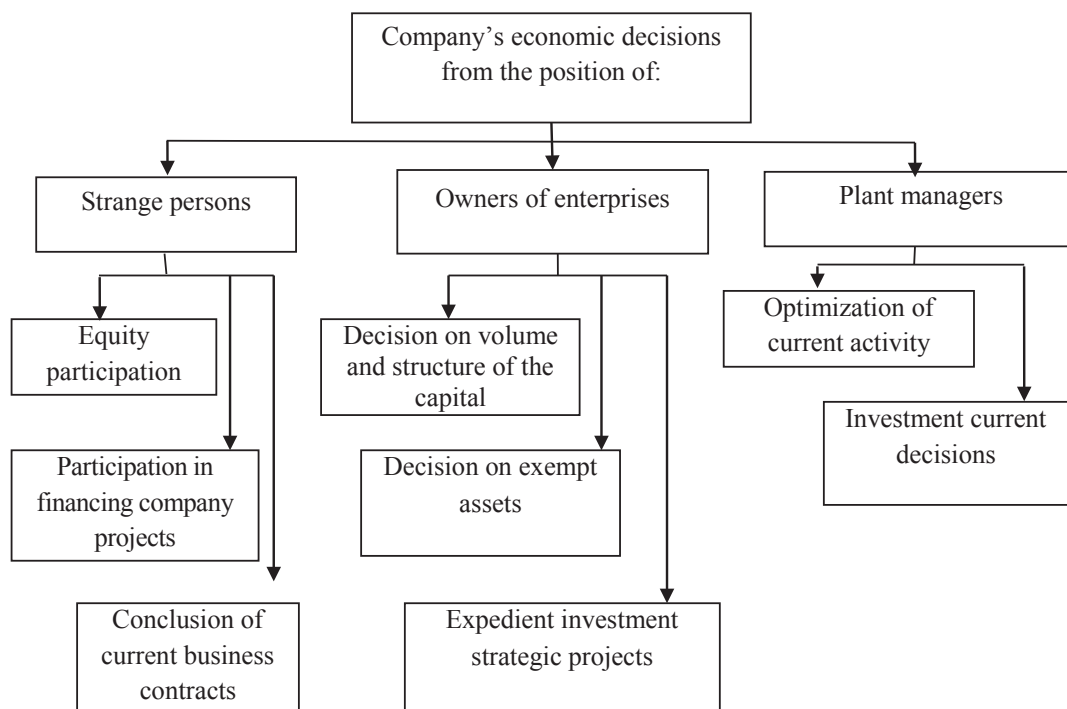 Company’s economic decisions
from the position of:
Strange persons
Owners of enterprises
Plant managers
Equity
participation
Decision on volume
and structure of the
capital
Optimization of
current activity
Participation in
financing company
projects
Decision on exempt
assets
Investment current
decisions
Conclusion of
current business
contracts
Expedient investment
strategic projects